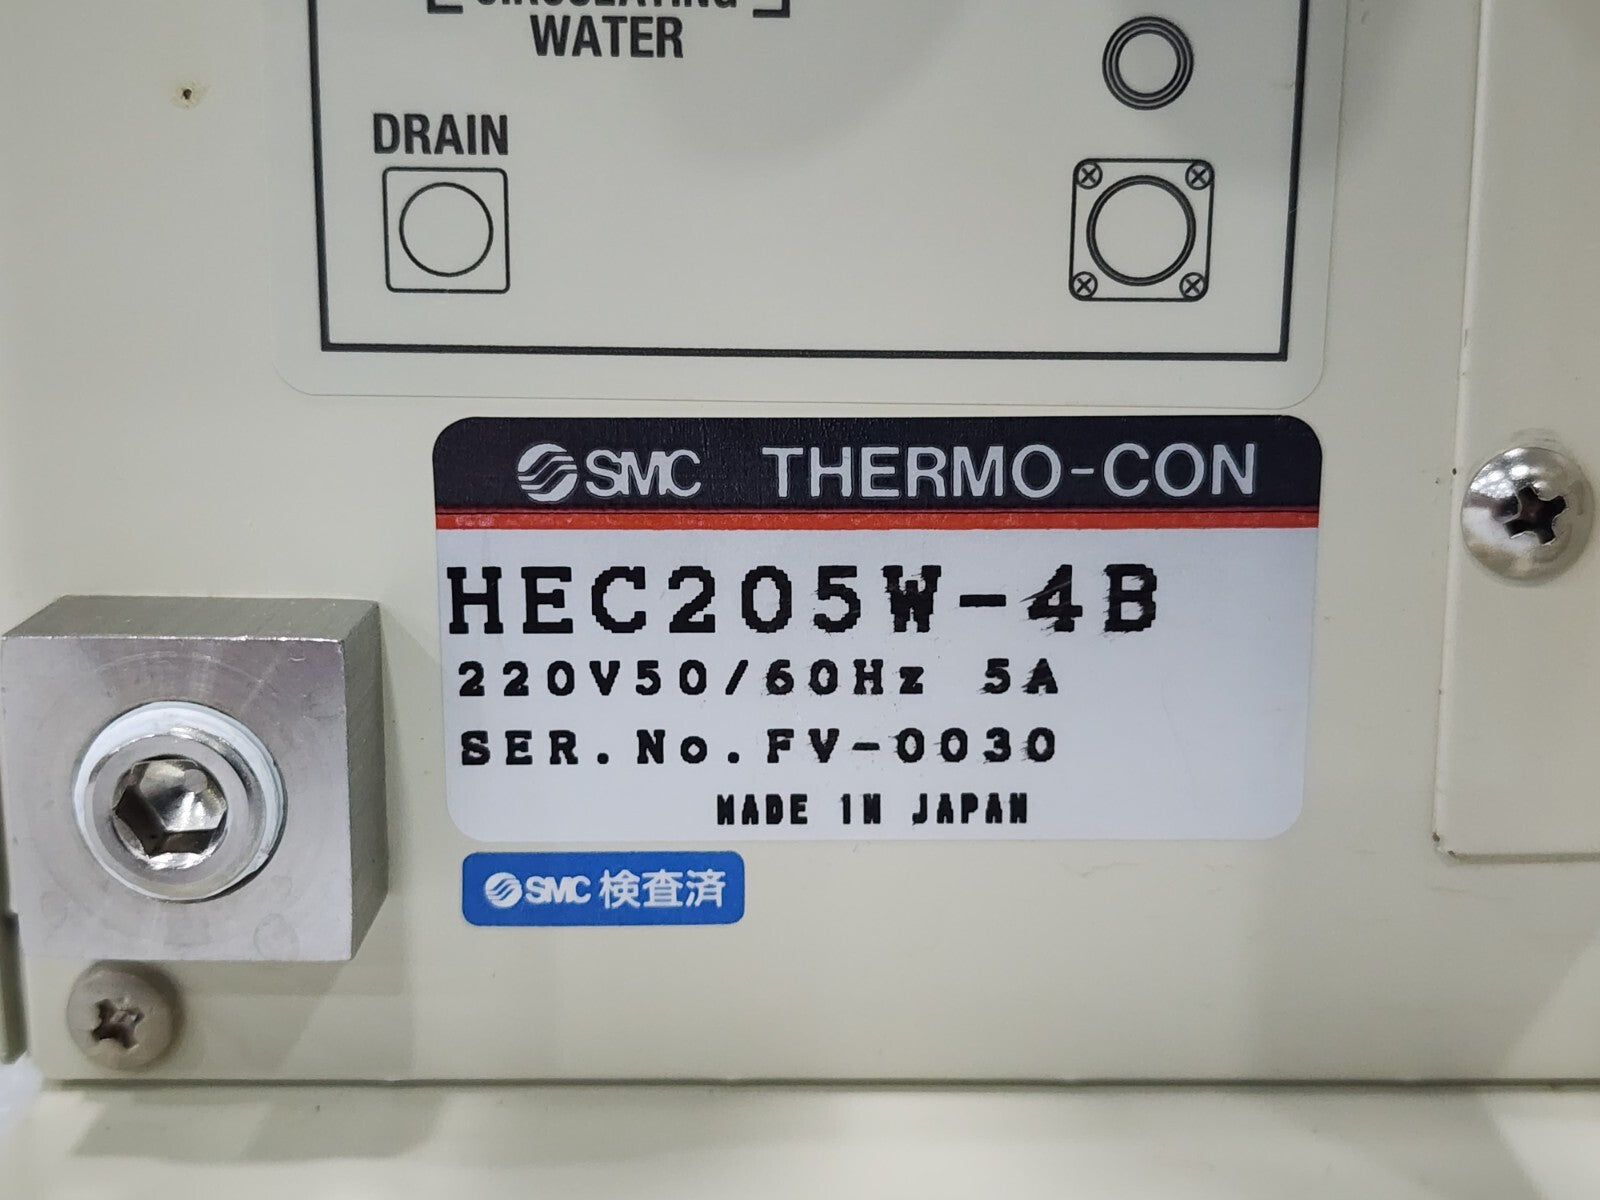 CIRCULATING
WATER
DRAIN
SMC THERMO-CON
HEC205W-4B
220V50/60Hz 5A
SER.No.FV-0030
MADE IN JAPAN
SMC 検査済